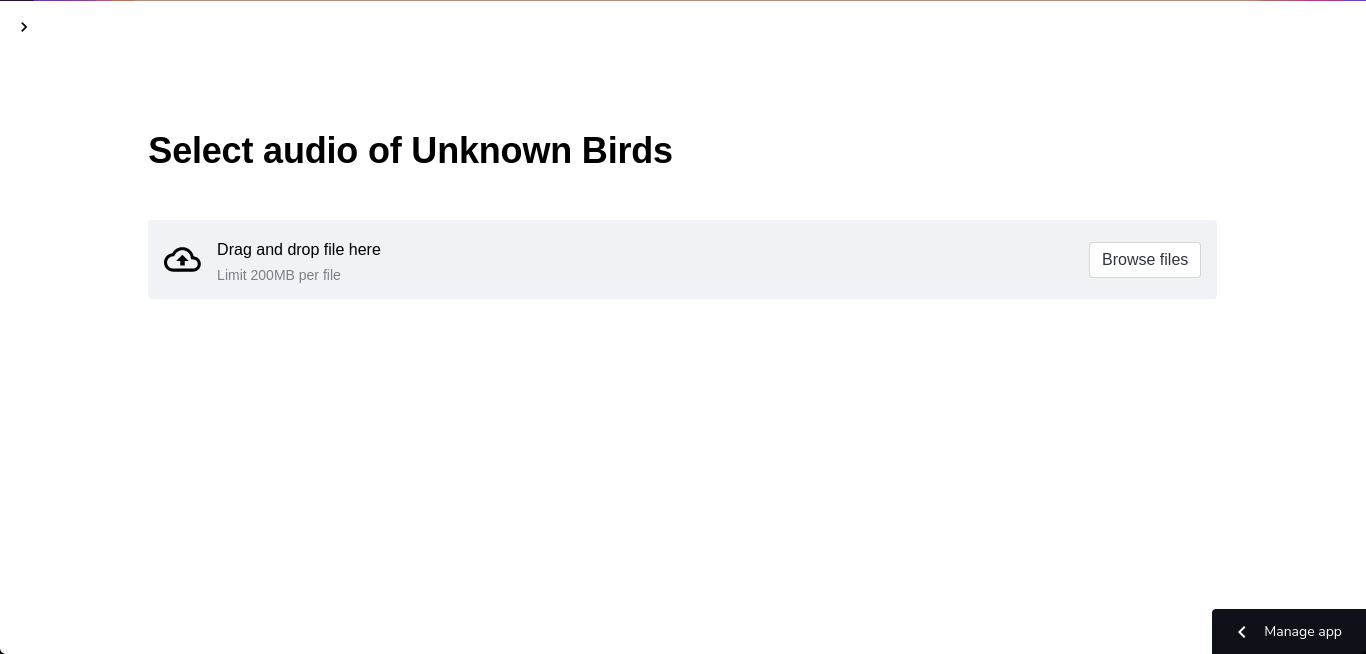 Select audio of Unknown Birds
Drag and drop file here
Limit 200MB per file
Browse files
Manage app